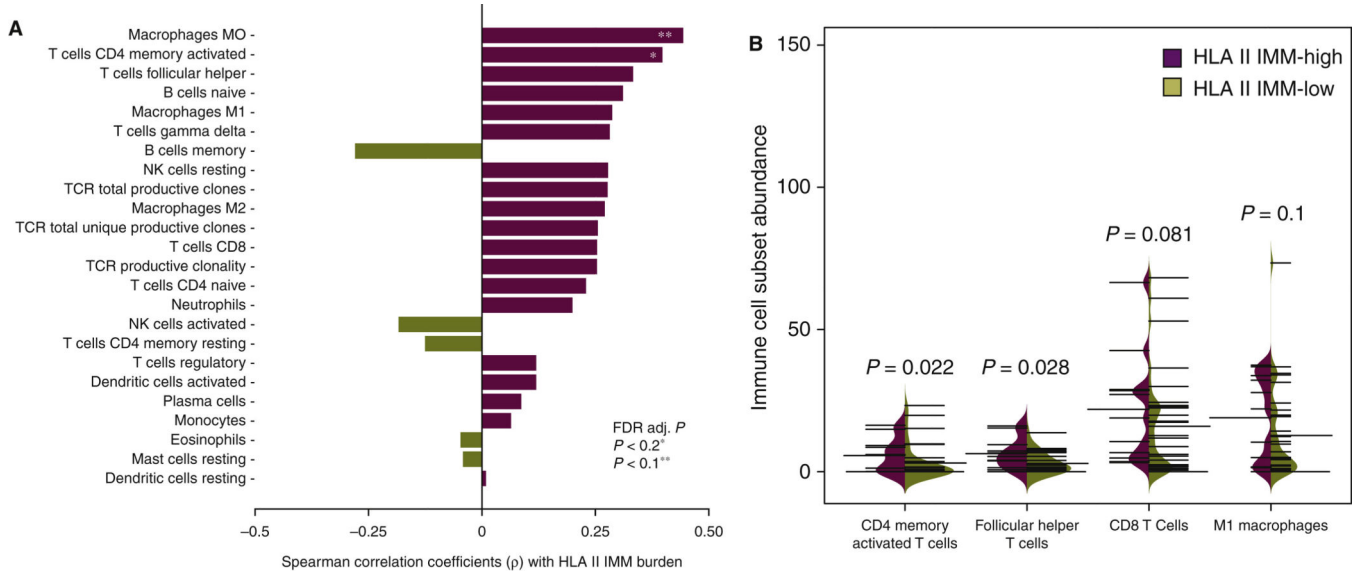 A
Macrophages MO -
T cells CD4 memory activated -
T cells follicular helper -
B cells naive -
Macrophages M1 -
T cells gamma delta -
B cells memory -
NK cells resting -
TCR total productive clones -
Macrophages M2 -
TCR total unique productive clones -
T cells CD8 -
TCR productive clonality -
T cells CD4 naive -
Neutrophils -
NK cells activated -
T cells CD4 memory resting -
T cells regulatory -
Dendritic cells activated -
Plasma cells -
Monocytes -
Eosinophils -
Mast cells resting -
Dendritic cells resting -
**
*
FDR adj. P
P < 0.2*
P < 0.1**
–0.5 –0.25 0 0.25 0.50
Spearman correlation coefficients (ρ) with HLA II IMM burden
B
HLA II IMM-high
HLA II IMM-low
Immune cell subset abundance
150
100
50
0
P = 0.022
P = 0.028
P = 0.081
P = 0.1
CD4 memory
activated T cells
Follicular helper
T cells
CD8 T Cells
M1 macrophages